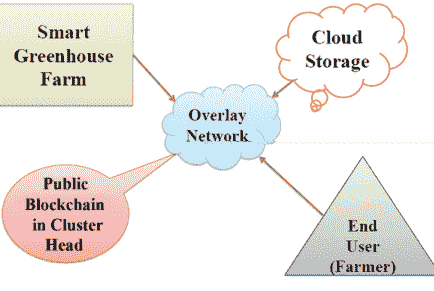 Smart
Greenhouse
Farm
Cloud
Storage
Overlay
Network
Public
Blockchain
in Cluster
Head
End
User
(Farmer)